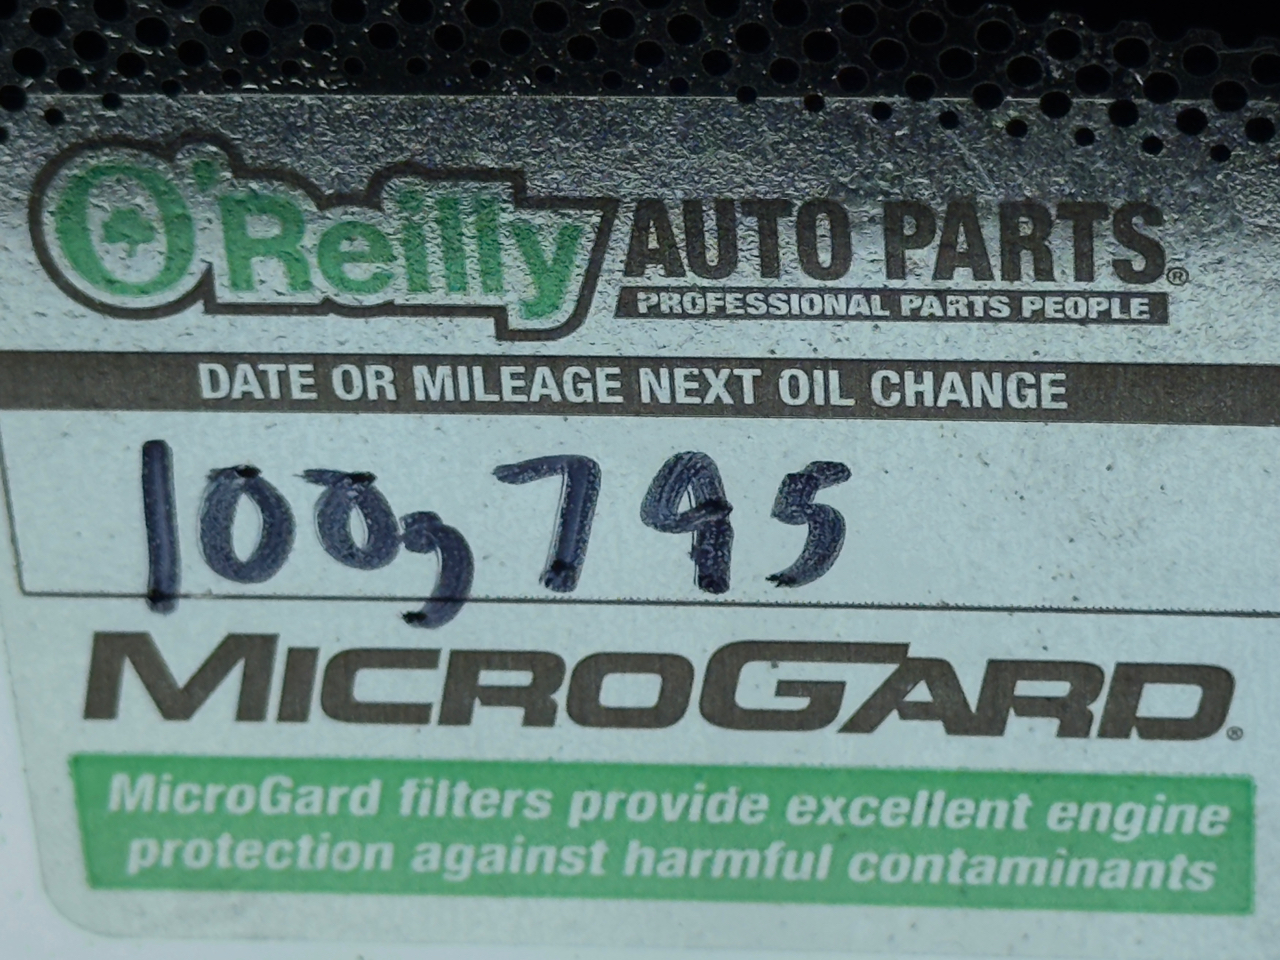 O'Reilly AUTO PARTS®
PROFESSIONAL PARTS PEOPLE
DATE OR MILEAGE NEXT OIL CHANGE
100,795
MICROGARD®
MicroGard filters provide excellent engine
protection against harmful contaminants